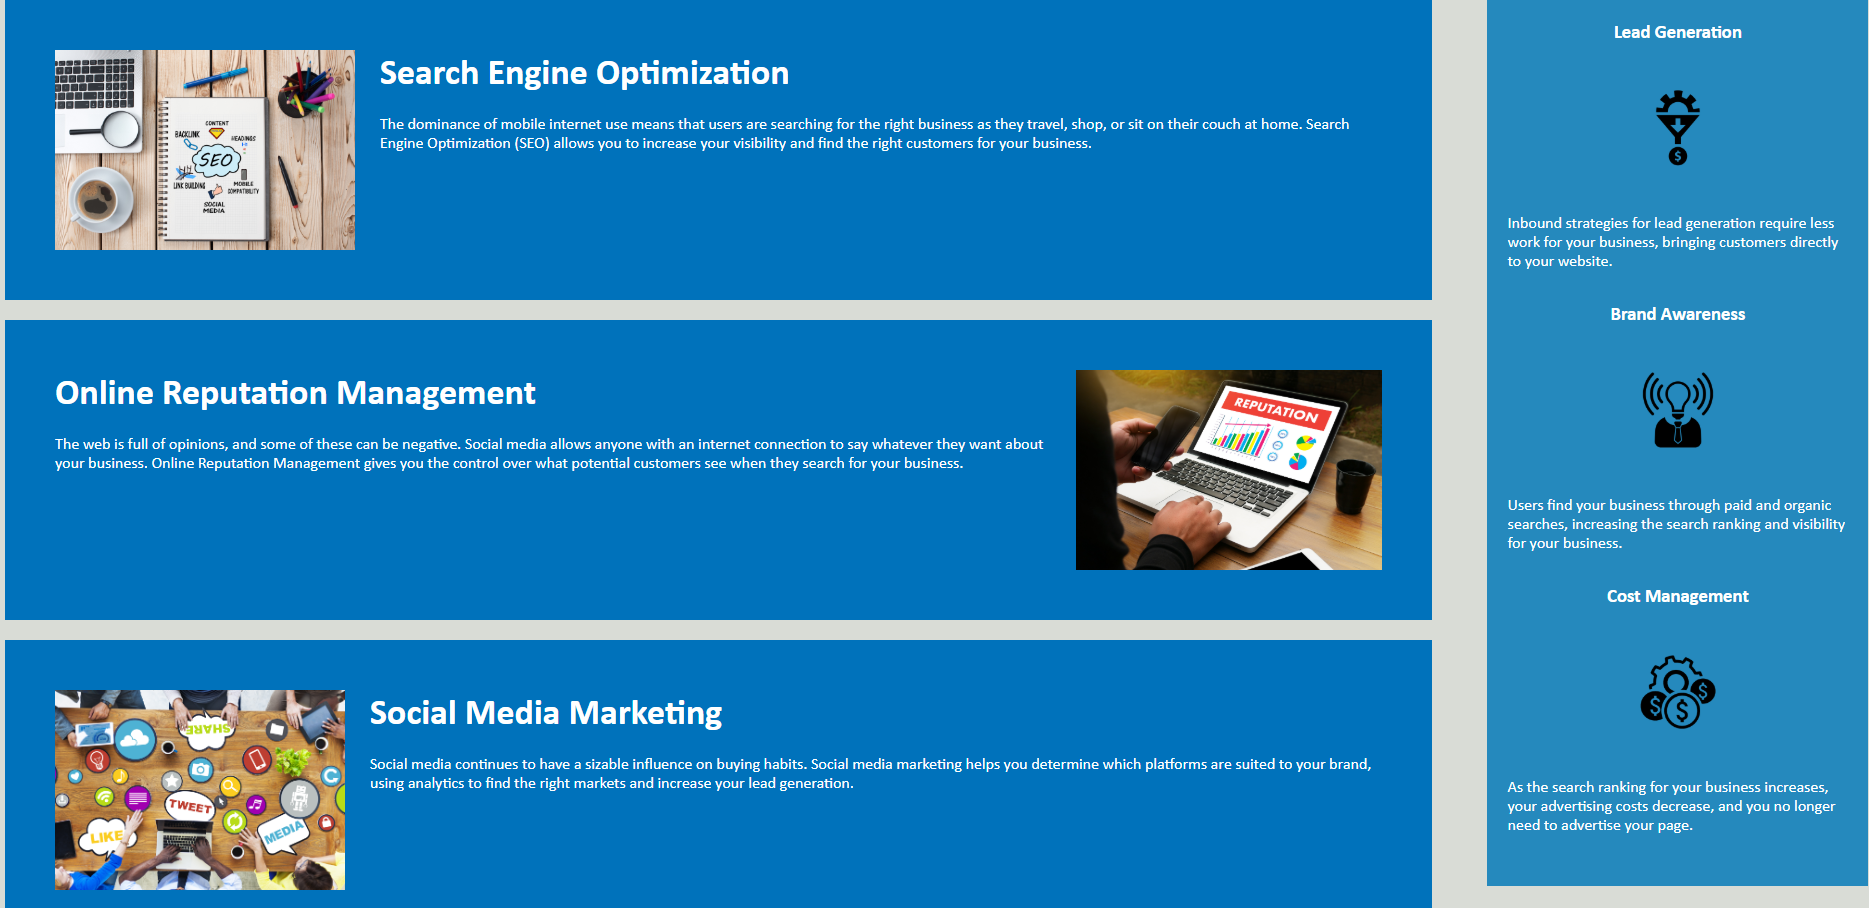 Search Engine Optimization
The dominance of mobile internet use means that users are searching for the right business as they travel, shop, or sit on their couch at home. Search
Engine Optimization (SEO) allows you to increase your visibility and find the right customers for your business.
CONTENT
BACKLINK
HEADINGS
SEO
LINK BUILDING
MOBILE
COMPATIBILITY
SOCIAL
MEDIA
Online Reputation Management
The web is full of opinions, and some of these can be negative. Social media allows anyone with an internet connection to say whatever they want about
your business. Online Reputation Management gives you the control over what potential customers see when they search for your business.
REPUTATION
Social Media Marketing
Social media continues to have a sizable influence on buying habits. Social media marketing helps you determine which platforms are suited to your brand,
using analytics to find the right markets and increase your lead generation.
SHARE
TWEET
LIKE
MEDIA
Lead Generation
$
Inbound strategies for lead generation require less
work for your business, bringing customers directly
to your website.
Brand Awareness
Users find your business through paid and organic
searches, increasing the search ranking and visibility
for your business.
Cost Management
$ $ $
As the search ranking for your business increases,
your advertising costs decrease, and you no longer
need to advertise your page.